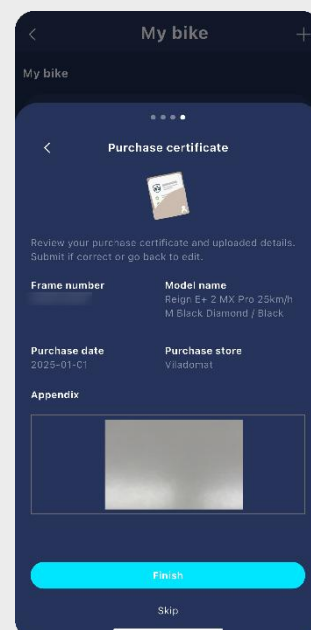 My bike
My bike
Purchase certificate
Review your purchase certificate and uploaded details.
Submit if correct or go back to edit.
Frame number
Model name
Reign E+ 2 MX Pro 25km/h
M Black Diamond / Black
Purchase date
2025-01-01
Purchase store
Viladomat
Appendix
Finish
Skip